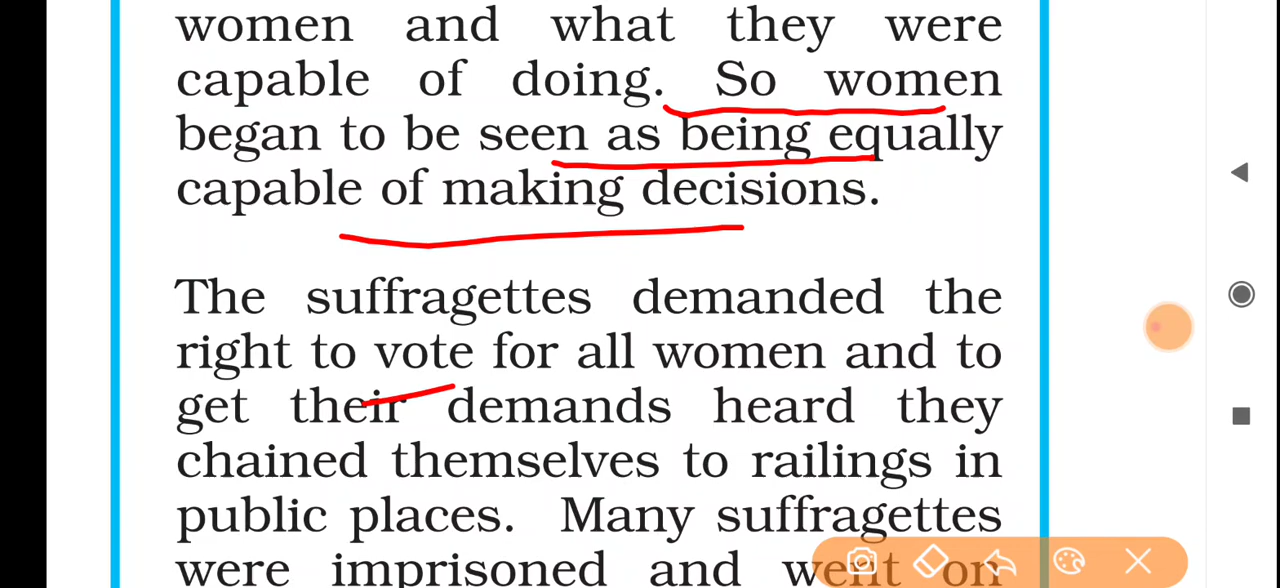 women and what they were
capable of doing. So women
began to be seen as being equally
capable of making decisions.
The suffragettes demanded the
right to vote for all women and to
get their demands heard they
chained themselves to railings in
public places. Many suffragettes
were imprisoned and went on